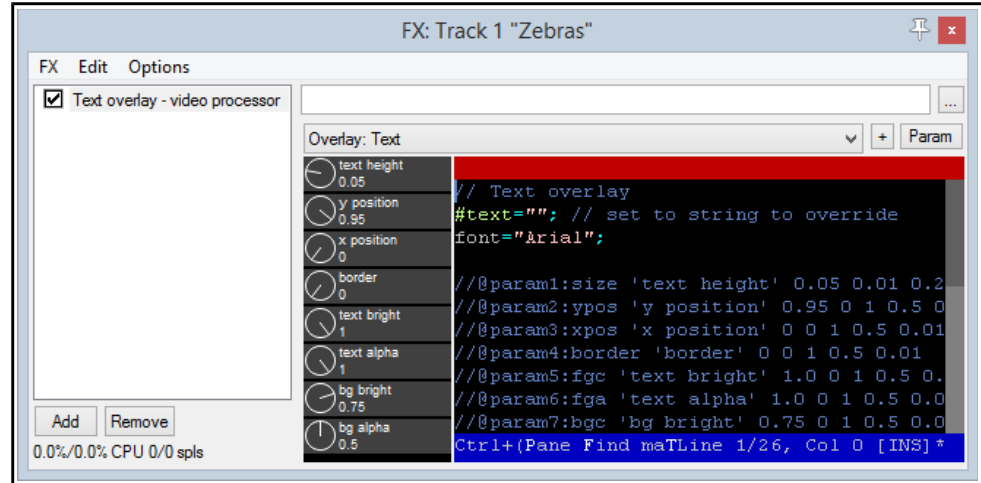 FX: Track 1 "Zebras"
FX Edit Options
Text overlay - video processor
...
Overlay: Text
+ Param
text height
0.05
y position
0.95
x position
0
border
0
text bright
1
text alpha
1
bg bright
0.75
bg alpha
0.5
// Text overlay
#text=""; // set to string to override
font="Arial";
//@param1:size 'text height' 0.05 0.01 0.2
//@param2:ypos 'y position' 0.95 0 1 0.5 0
//@param3:xpos 'x position' 0 0 1 0.5 0.01
//@param4:border 'border' 0 0 1 0.5 0.01
//@param5:fgc 'text bright' 1.0 0 1 0.5 0.
//@param6:fga 'text alpha' 1.0 0 1 0.5 0.0
//@param7:bgc 'bg bright' 0.75 0 1 0.5 0.0
Ctrl+(Pane Find maTLine 1/26, Col 0 [INS]*
Add Remove
0.0%/0.0% CPU 0/0 spls